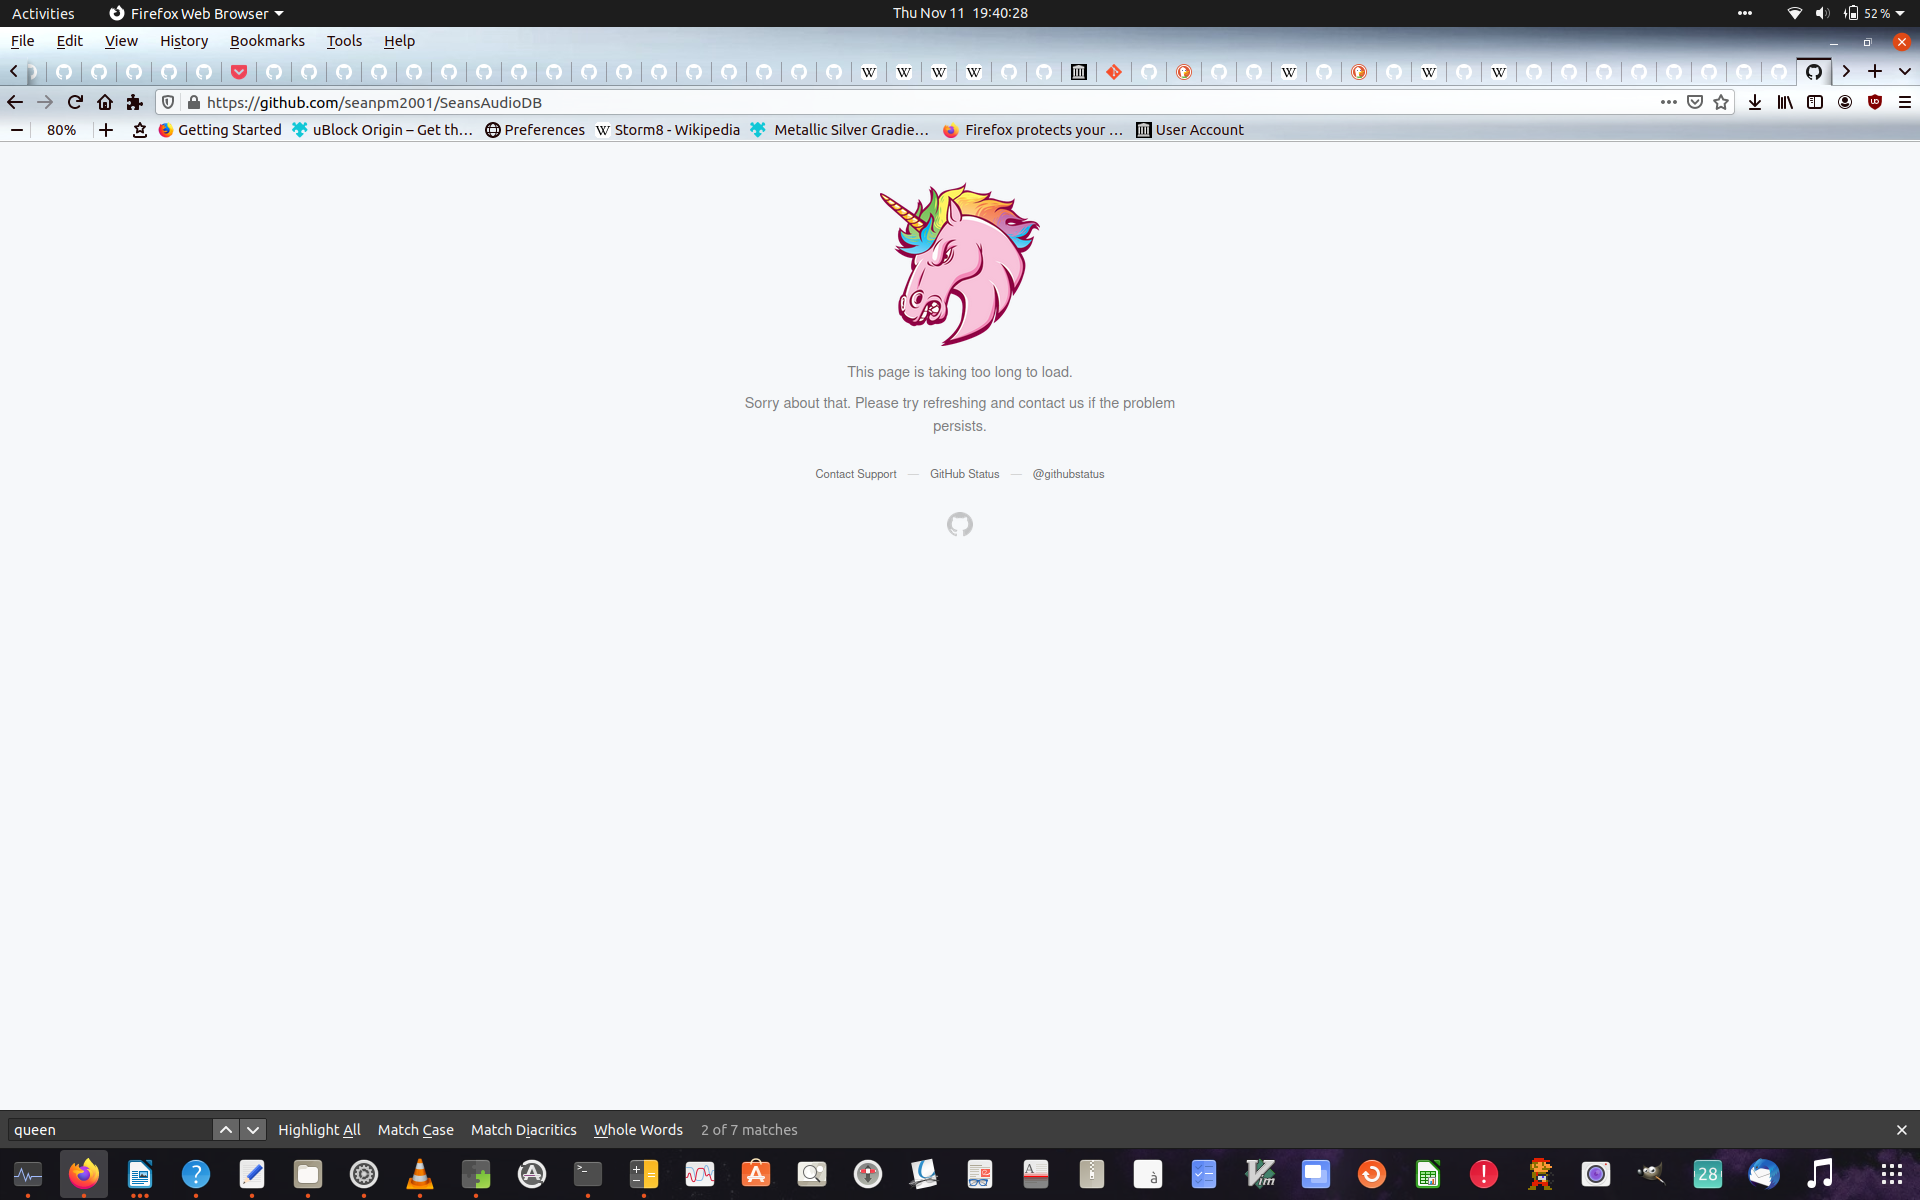 Activities Firefox Web Browser Thu Nov 11 19:40:28 52 %
File Edit View History Bookmarks Tools Help
https://github.com/seanpm2001/SeansAudioDB
80% Getting Started uBlock Origin – Get th… Preferences Storm8 - Wikipedia Metallic Silver Gradie… Firefox protects your … User Account
This page is taking too long to load.
Sorry about that. Please try refreshing and contact us if the problem
persists.
Contact Support — GitHub Status — @githubstatus
queen Highlight All Match Case Match Diacritics Whole Words 2 of 7 matches
28